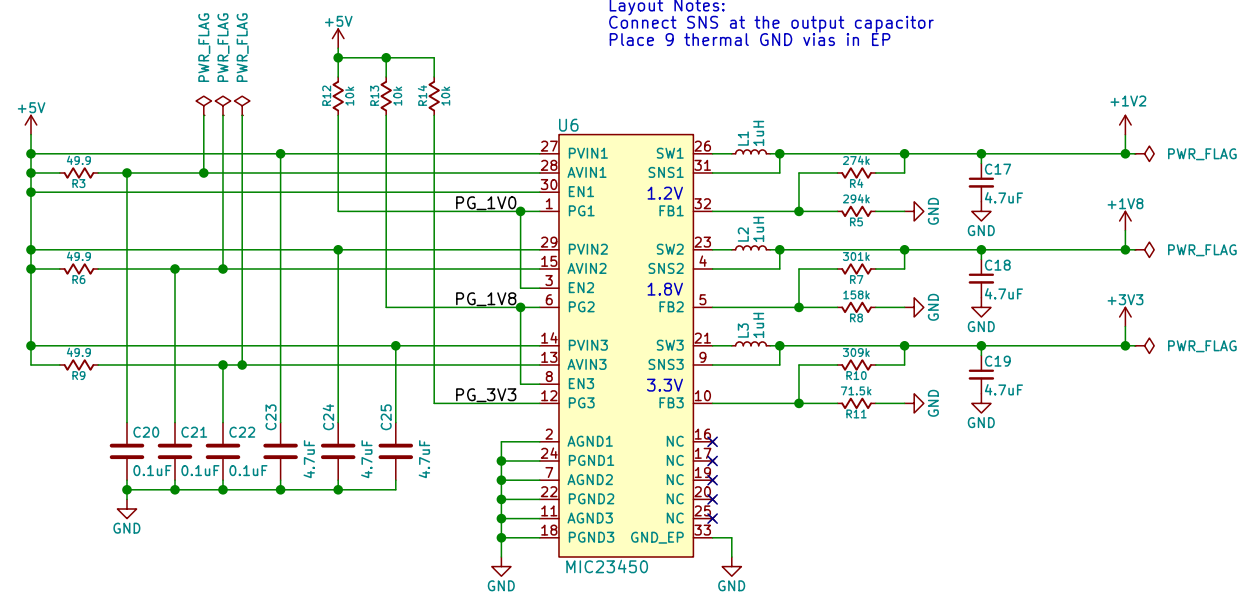 Layout Notes:
Connect SNS at the output capacitor
Place 9 thermal GND vias in EP
PWR_FLAG
PWR_FLAG
PWR_FLAG
+5V
+5V
R12
10k
R13
10k
R14
10k
U6
+1V2
PWR_FLAG
49.9
R3
27 PVIN1
28 AVIN1
30 EN1
PG_1V0
1 PG1
SW1 26
SNS1 31
1.2V
FB1 32
L1
1uH
274k
R4
294k
R5
GND
C17
4.7uF
GND
+1V8
PWR_FLAG
49.9
R6
29 PVIN2
15 AVIN2
3 EN2
PG_1V8
6 PG2
SW2 23
SNS2 4
1.8V
FB2 5
L2
1uH
301k
R7
158k
R8
GND
C18
4.7uF
GND
+3V3
PWR_FLAG
49.9
R9
14 PVIN3
13 AVIN3
8 EN3
PG_3V3
12 PG3
SW3 21
SNS3 9
3.3V
FB3 10
L3
1uH
309k
R10
71.5k
R11
GND
C19
4.7uF
GND
C20
0.1uF
C21
0.1uF
C22
0.1uF
C23
4.7uF
C24
4.7uF
C25
4.7uF
GND
2 AGND1
24 PGND1
7 AGND2
22 PGND2
11 AGND3
18 PGND3
NC 16
NC 17
NC 19
NC 20
NC 25
GND_EP 33
MIC23450
GND
GND